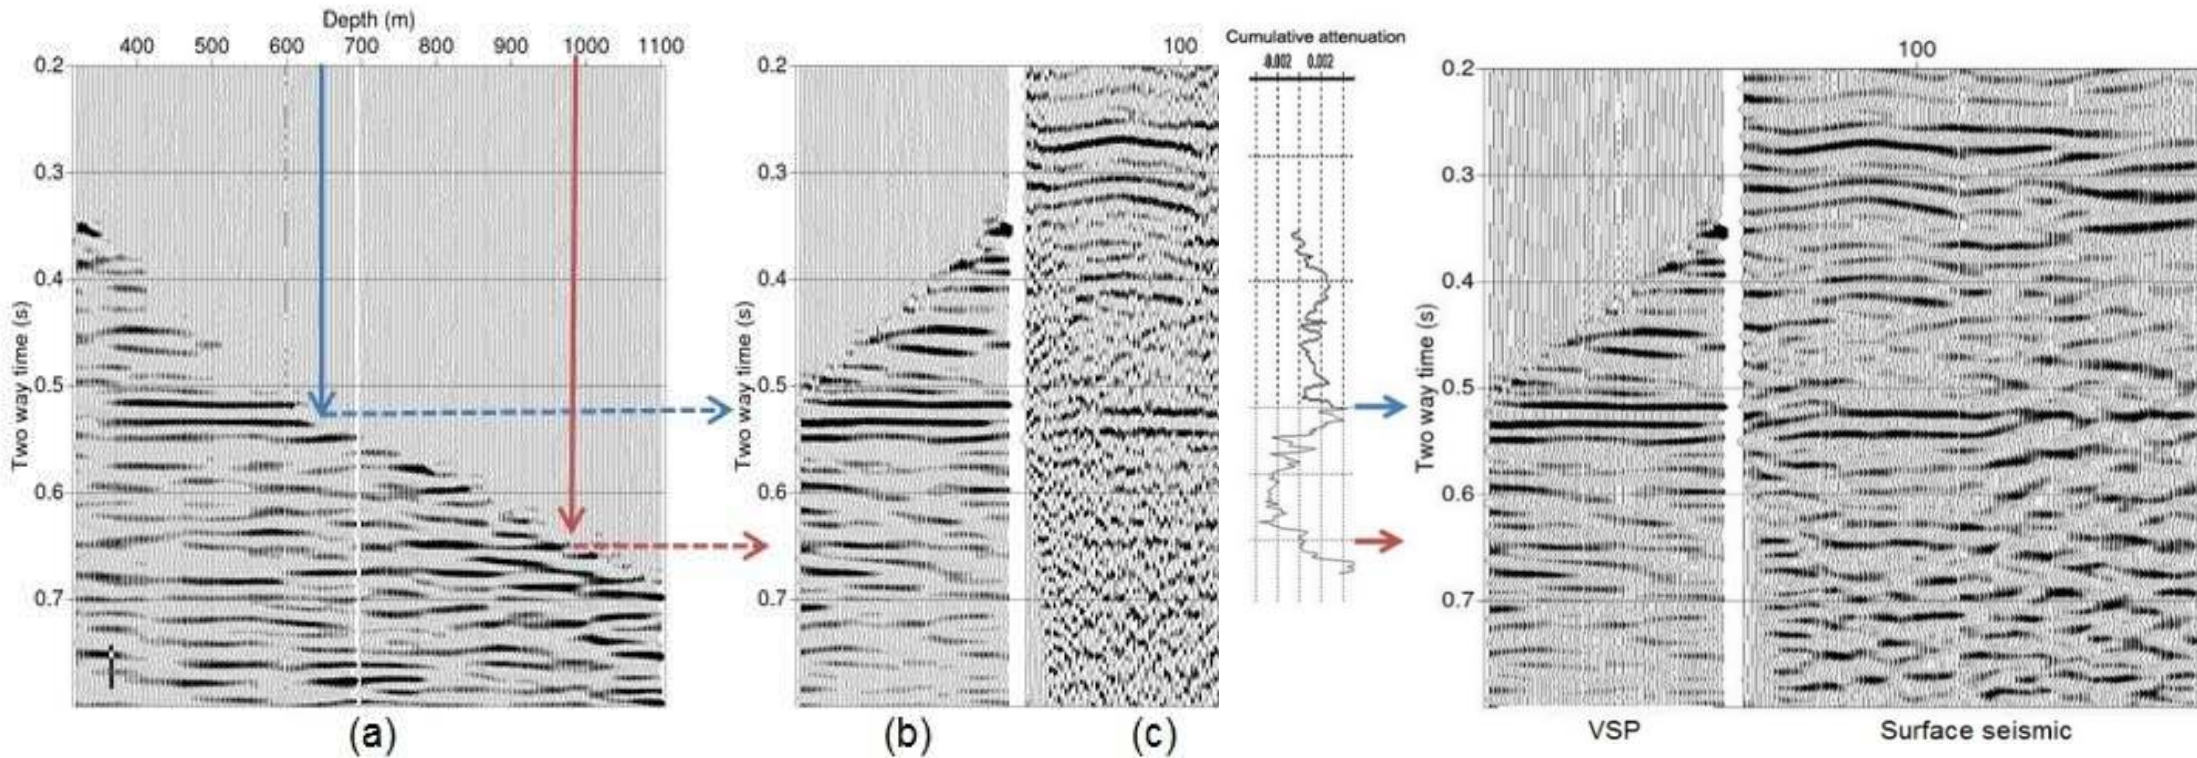 Depth (m)
400 500 600 700 800 900 1000 1100
0.2
0.3
0.4
0.5
0.6
0.7
Two way time (s)
(a)
0.2
0.3
0.4
0.5
0.6
0.7
Two way time (s)
(b)
100
(c)
Cumulative attenuation
-0.002 0.002
100
0.2
0.3
0.4
0.5
0.6
0.7
Two way time (s)
VSP
Surface seismic